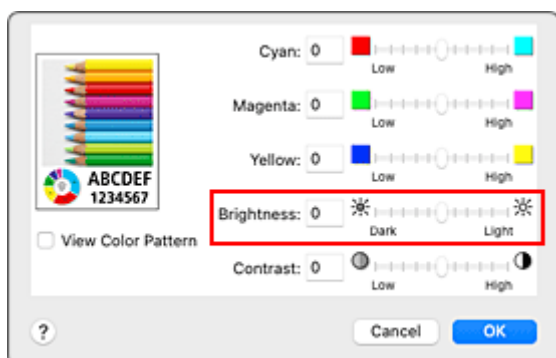 Cyan: 0
Low High
Magenta: 0
Low High
Yellow: 0
Low High
ABCDEF
1234567
Brightness: 0
Dark Light
View Color Pattern
Contrast: 0
Low High
? Cancel OK